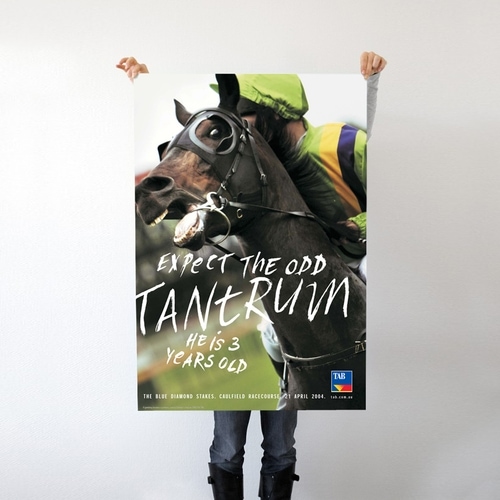 EXPECT THE ODD
TANTRUM
HE IS 3
YEARS OLD
TAB
THE BLUE DIAMOND STAKES. CAULFIELD RACECOURSE. 21 APRIL 2004.
tab.com.au